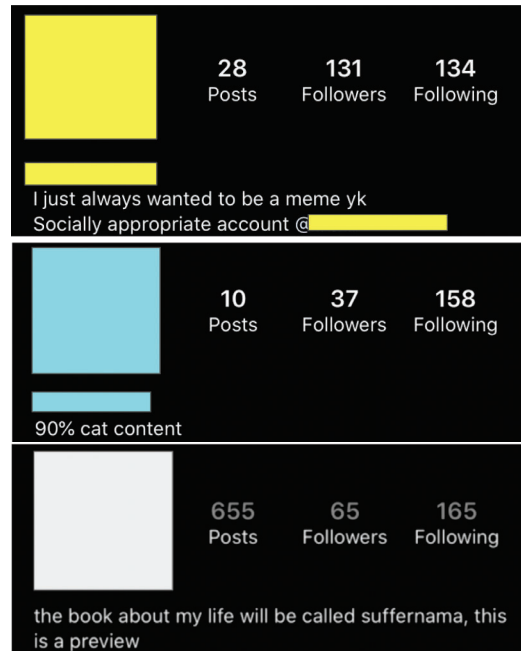 28 131 134
Posts Followers Following
I just always wanted to be a meme yk
Socially appropriate account @
10 37 158
Posts Followers Following
90% cat content
655 65 165
Posts Followers Following
the book about my life will be called suffernama, this
is a preview